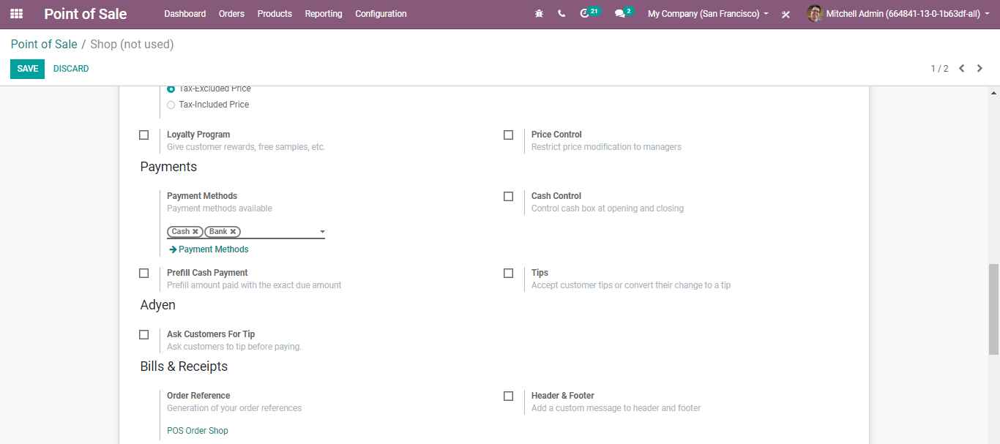 Point of Sale Dashboard Orders Products Reporting Configuration 21 2 My Company (San Francisco) Mitchell Admin (664841-13-0-1b63df-all)
Point of Sale / Shop (not used)
SAVE DISCARD 1 / 2
Tax-Excluded Price
Tax-Included Price
Loyalty Program Price Control
Give customer rewards, free samples, etc. Restrict price modification to managers
Payments
Payment Methods Cash Control
Payment methods available Control cash box at opening and closing
Cash Bank
Payment Methods
Prefill Cash Payment Tips
Prefill amount paid with the exact due amount Accept customer tips or convert their change to a tip
Adyen
Ask Customers For Tip
Ask customers to tip before paying.
Bills & Receipts
Order Reference Header & Footer
Generation of your order references Add a custom message to header and footer
POS Order Shop